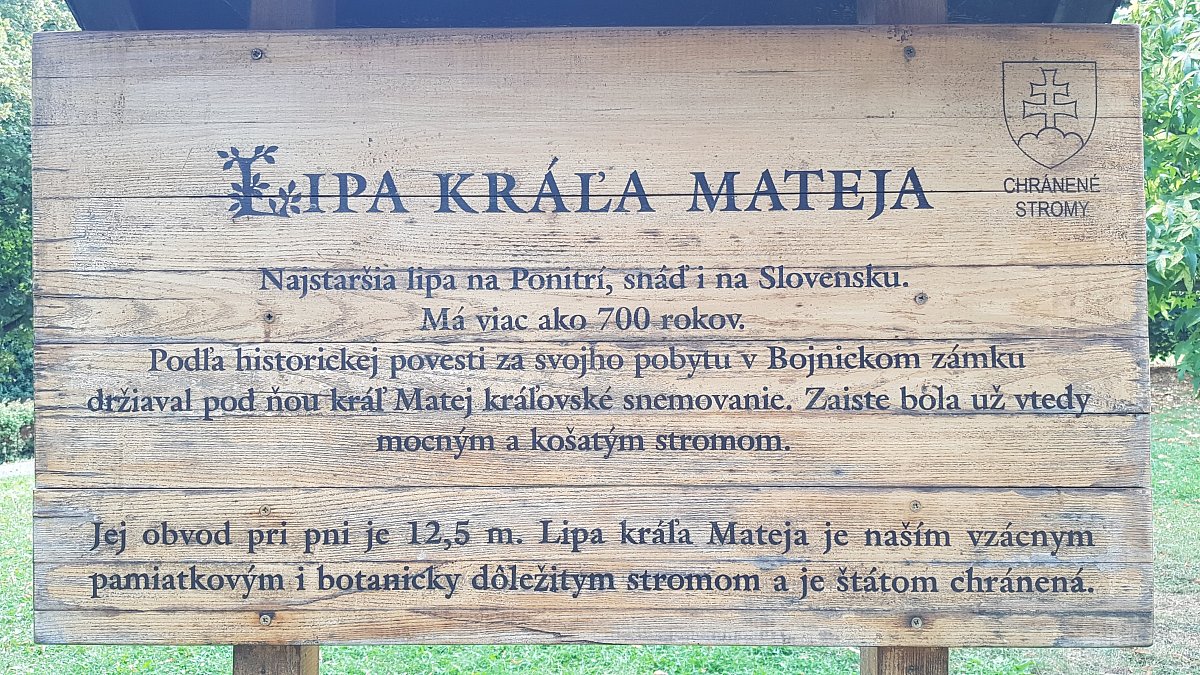 LIPA KRÁĽA MATEJA
CHRÁNENÉ
STROMY
Najstaršia lipa na Ponitrí, snáď i na Slovensku.
Má viac ako 700 rokov.
Podľa historickej povesti za svojho pobytu v Bojnickom zámku
držiaval pod ňou kráľ Matej kráľovské snemovanie. Zaiste bola už vtedy
mocným a košatým stromom.
Jej obvod pri pni je 12,5 m. Lipa kráľa Mateja je naším vzácnym
pamiatkovým i botanicky dôležitym stromom a je štátom chránená.